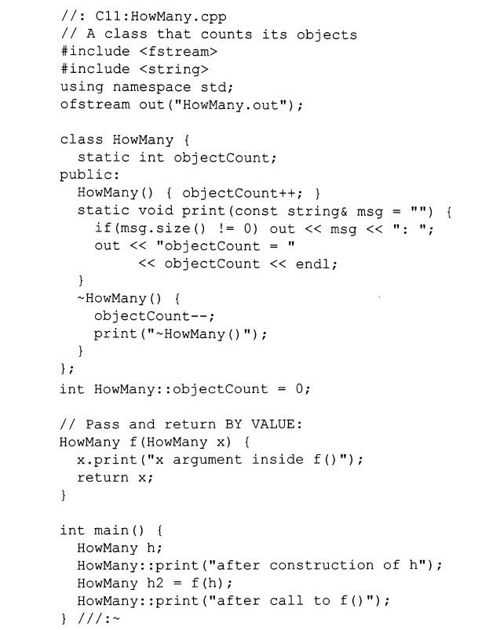 //: C11:HowMany.cpp
// A class that counts its objects
#include <fstream>
#include <string>
using namespace std;
ofstream out("HowMany.out");

class HowMany {
  static int objectCount;
public:
  HowMany() { objectCount++; }
  static void print(const string& msg = "") {
    if(msg.size() != 0) out << msg << ": ";
    out << "objectCount = "
         << objectCount << endl;
  }
  ~HowMany() {
    objectCount--;
    print("~HowMany()");
  }
};
int HowMany::objectCount = 0;

// Pass and return BY VALUE:
HowMany f(HowMany x) {
  x.print("x argument inside f()");
  return x;
}

int main() {
  HowMany h;
  HowMany::print("after construction of h");
  HowMany h2 = f(h);
  HowMany::print("after call to f()");
} ///:~